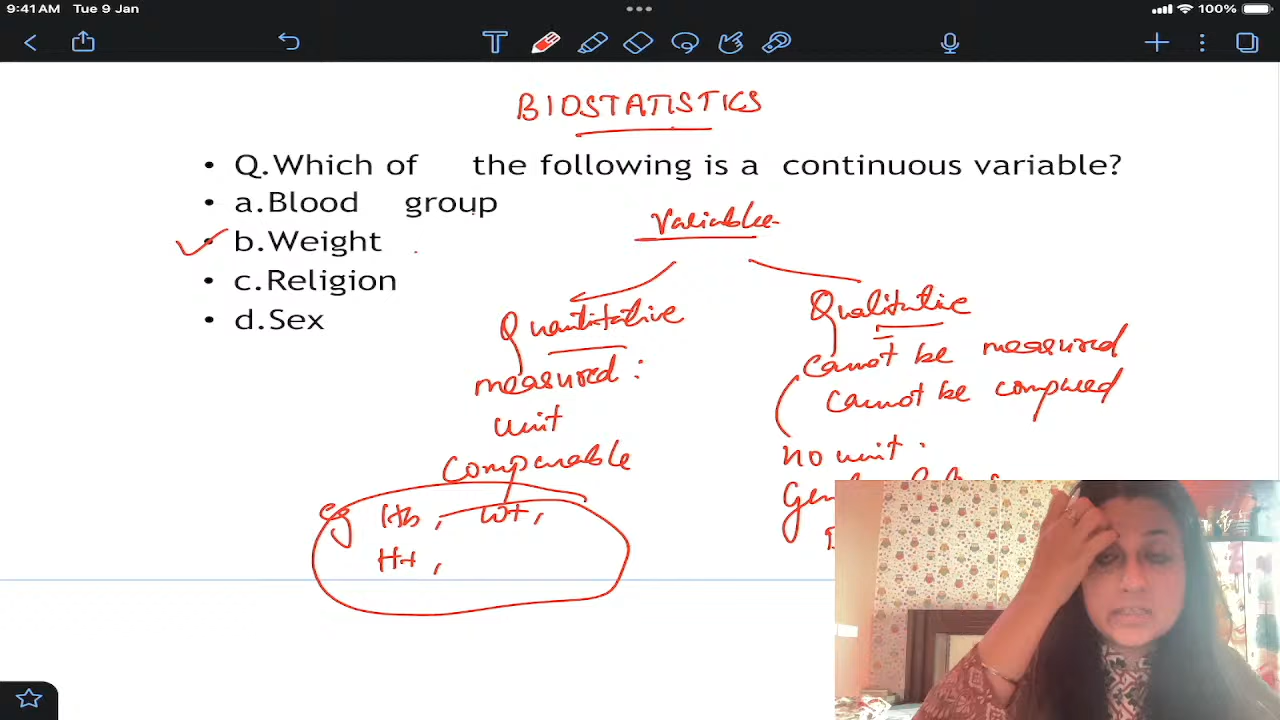 9:41 AM Tue 9 Jan
100%
BIOSTATISTICS
• Q.Which of the following is a continuous variable?
• a.Blood group
• b.Weight
• c.Religion
• d.Sex
Variable
Quantitative
measured :
unit
Comparable
eg Hb, Wt,
Ht,
Qualitative
Cannot be measured
Cannot be compared
no unit